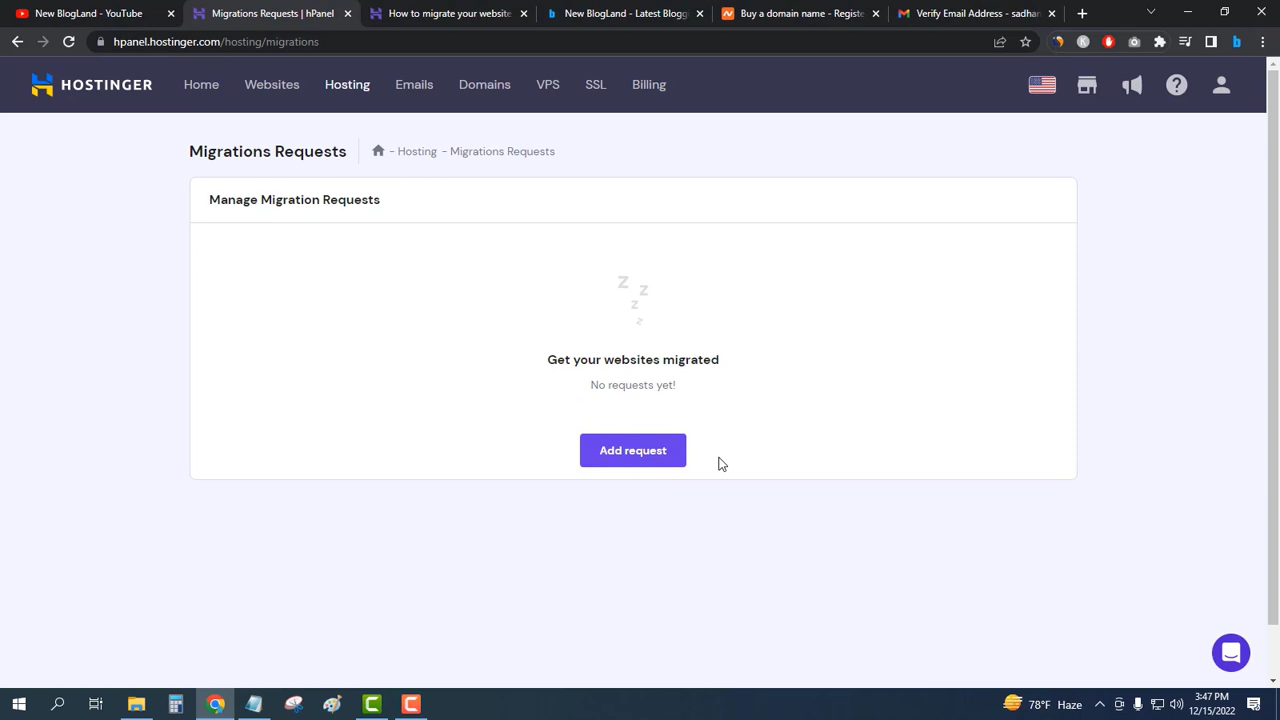 New BlogLand - YouTube
Migrations Requests | hPanel
How to migrate your website
New BlogLand - Latest Bloggi
Buy a domain name - Registe
Verify Email Address - sadhan
hpanel.hostinger.com/hosting/migrations
HOSTINGER
Home
Websites
Hosting
Emails
Domains
VPS
SSL
Billing
Migrations Requests
- Hosting - Migrations Requests
Manage Migration Requests
z
z
z
z
Get your websites migrated
No requests yet!
Add request
78°F Haze
3:47 PM
12/15/2022